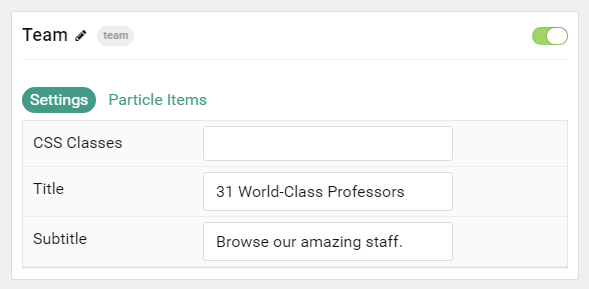 Team team
Settings Particle Items
CSS Classes
Title 31 World-Class Professors
Subtitle Browse our amazing staff.